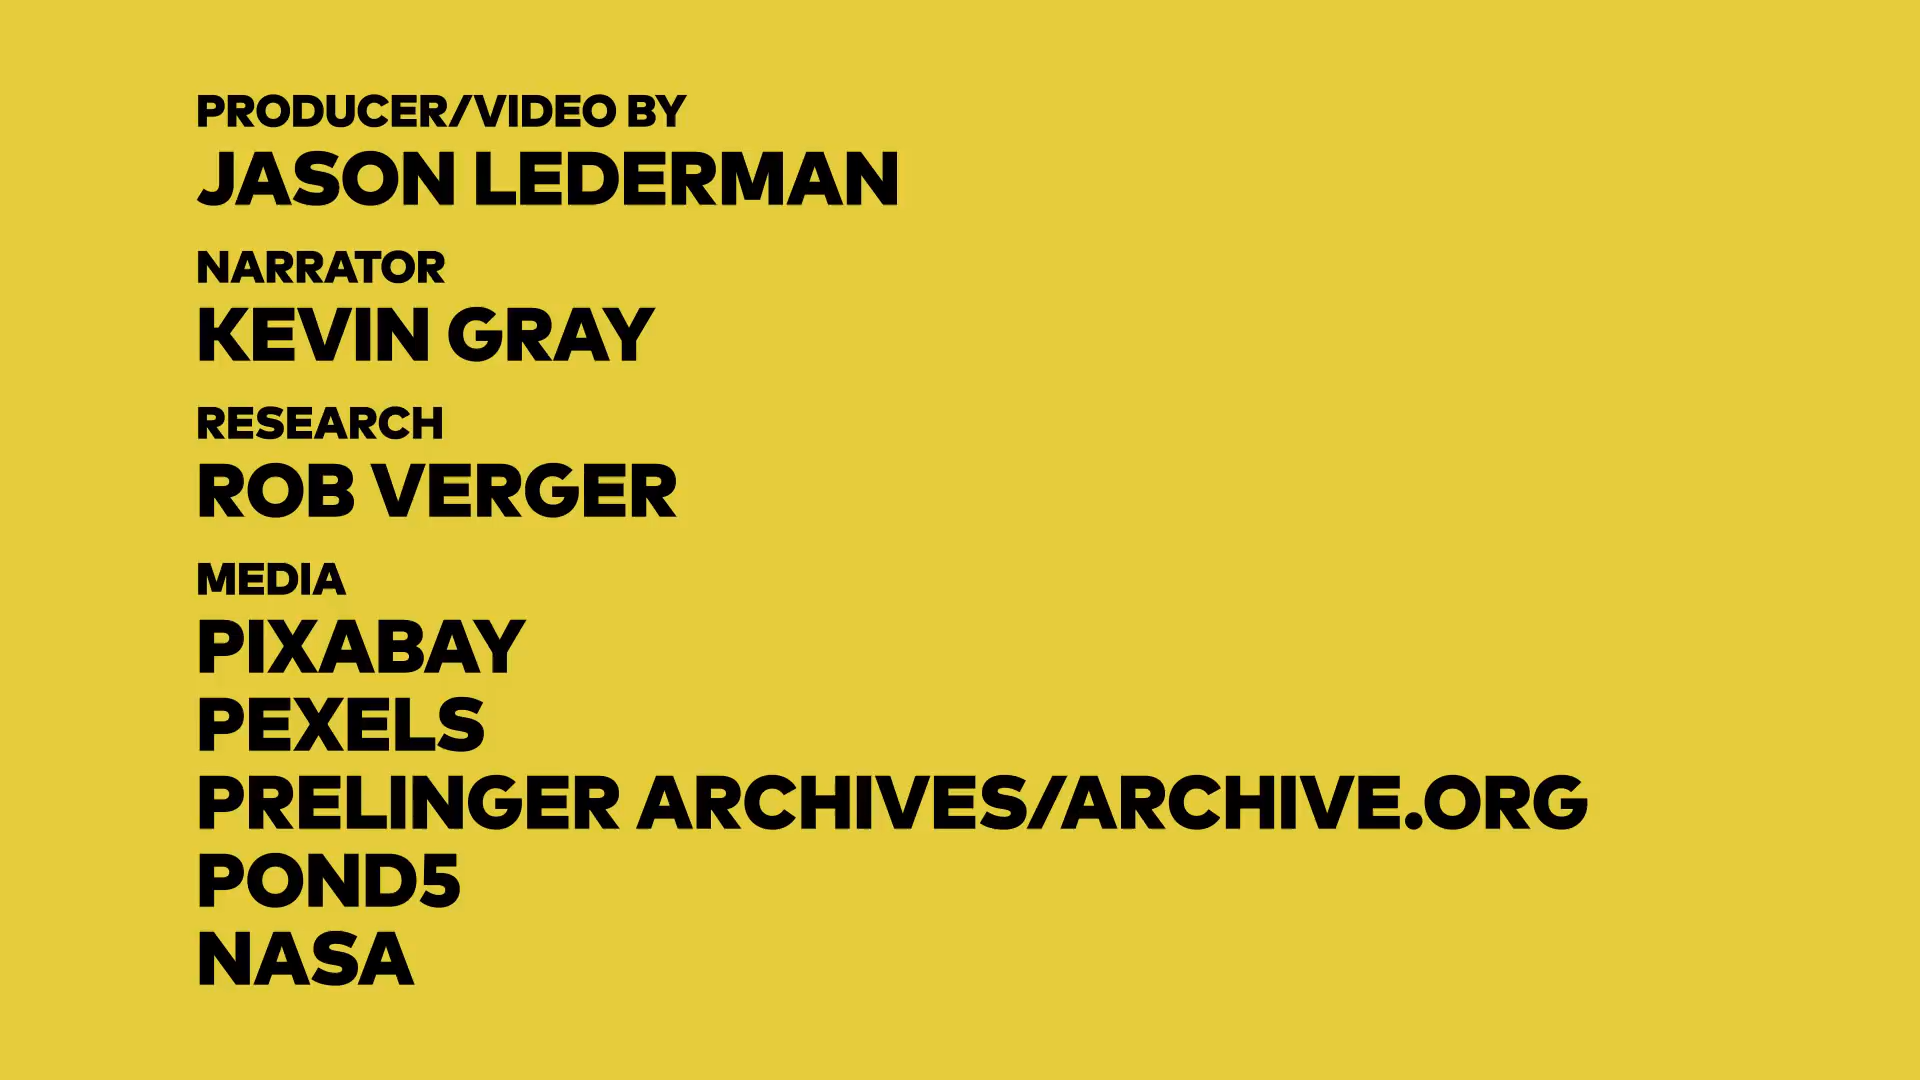 PRODUCER/VIDEO BY
JASON LEDERMAN
NARRATOR
KEVIN GRAY
RESEARCH
ROB VERGER
MEDIA
PIXABAY
PEXELS
PRELINGER ARCHIVES/ARCHIVE.ORG
POND5
NASA